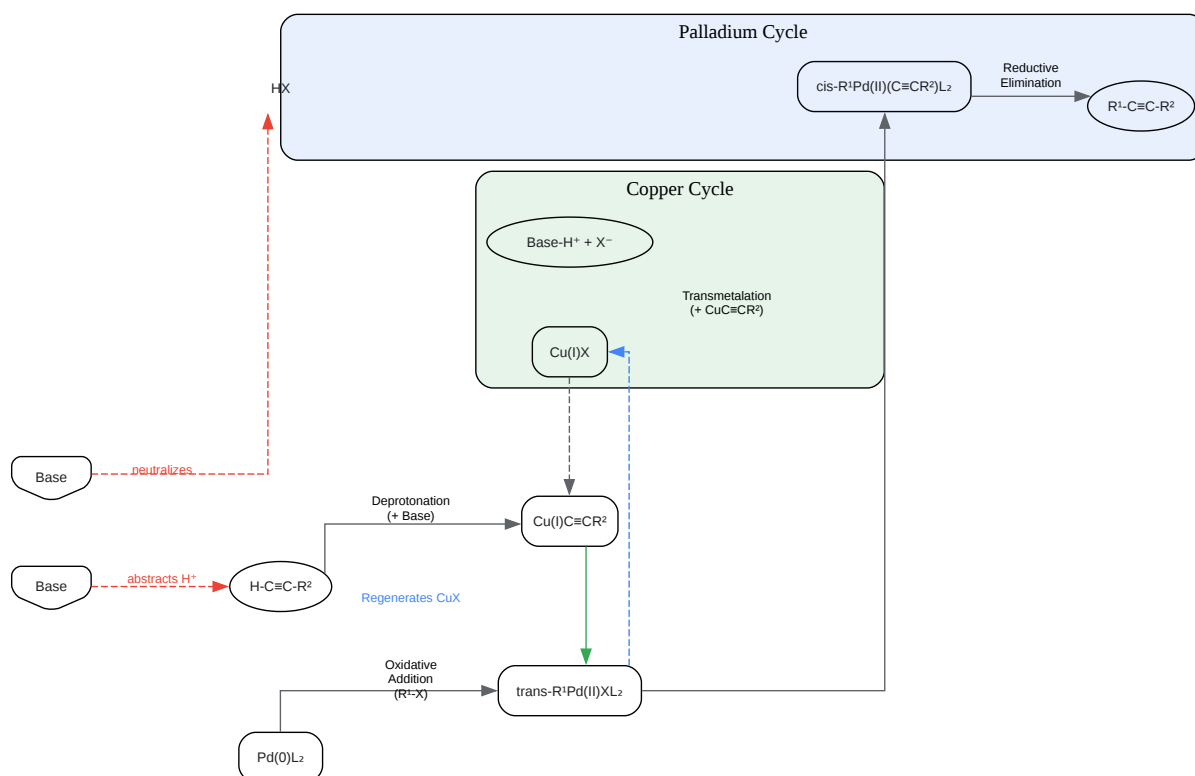 Palladium Cycle
Reductive
Elimination
cis-R¹Pd(II)(C≡CR²)L₂
HX
R¹-C≡C-R²
Copper Cycle
Base-H⁺ + X⁻
Transmetalation
(+ CuC≡CR²)
Cu(I)X
Base
neutralizes
Deprotonation
(+ Base)
Cu(I)C≡CR²
Base
abstracts H⁺
H-C≡C-R²
Regenerates CuX
Oxidative
Addition
(R¹-X)
trans-R¹Pd(II)XL₂
Pd(0)L₂